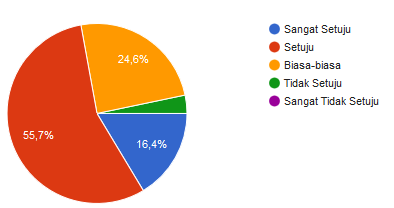 Sangat Setuju
Setuju
Biasa-biasa
Tidak Setuju
Sangat Tidak Setuju
24,6%
55,7%
16,4%